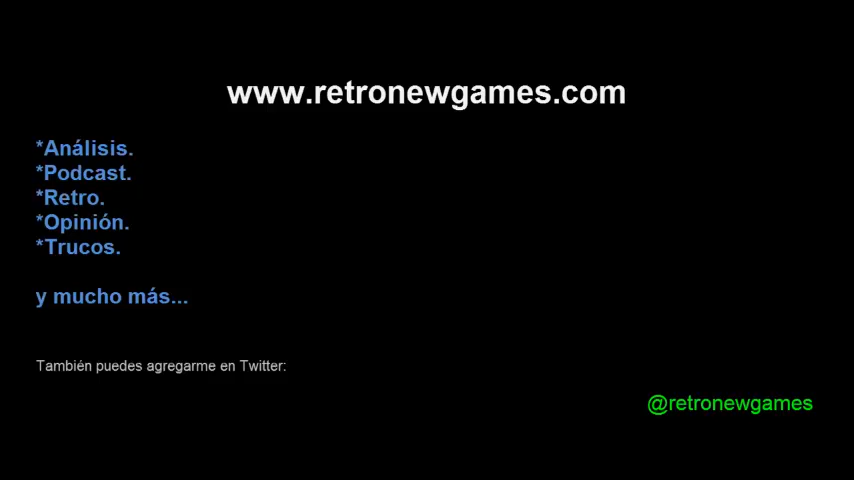 www.retronewgames.com
*Análisis.
*Podcast.
*Retro.
*Opinión.
*Trucos.
y mucho más...
También puedes agregarme en Twitter:
@retronewgames